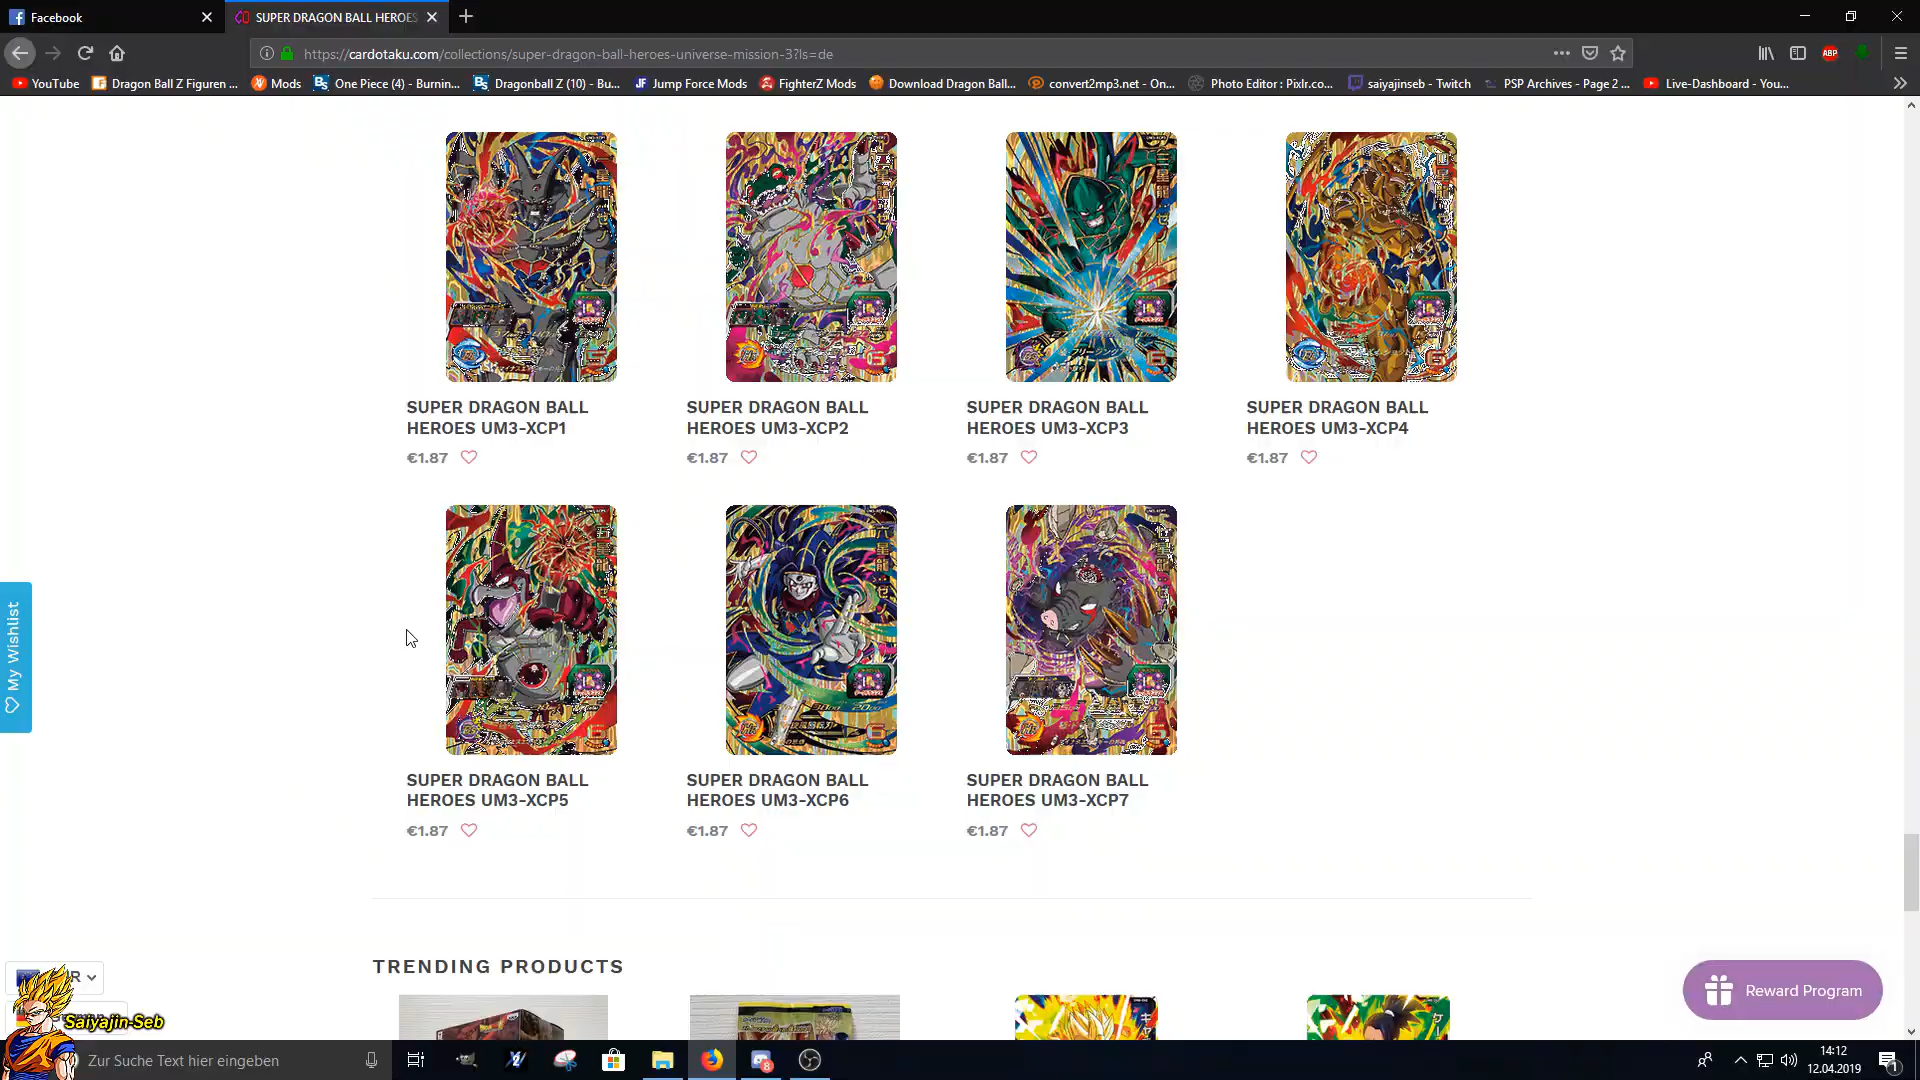 Facebook
SUPER DRAGON BALL HEROES
https://cardotaku.com/collections/super-dragon-ball-heroes-universe-mission-3?ls=de
YouTube
Dragon Ball Z Figuren ...
Mods
One Piece (4) - Burnin...
Dragonball Z (10) - Bu...
Jump Force Mods
FighterZ Mods
Download Dragon Ball...
convert2mp3.net - On...
Photo Editor : Pixlr.co...
saiyajinseb - Twitch
PSP Archives - Page 2 ...
Live-Dashboard - You...
ABP
SUPER DRAGON BALL
HEROES UM3-XCP1
€1.87
SUPER DRAGON BALL
HEROES UM3-XCP2
€1.87
SUPER DRAGON BALL
HEROES UM3-XCP3
€1.87
SUPER DRAGON BALL
HEROES UM3-XCP4
€1.87
SUPER DRAGON BALL
HEROES UM3-XCP5
€1.87
SUPER DRAGON BALL
HEROES UM3-XCP6
€1.87
SUPER DRAGON BALL
HEROES UM3-XCP7
€1.87
My Wishlist
TRENDING PRODUCTS
Reward Program
Saiyajin-Seb
Zur Suche Text hier eingeben
14:12
12.04.2019